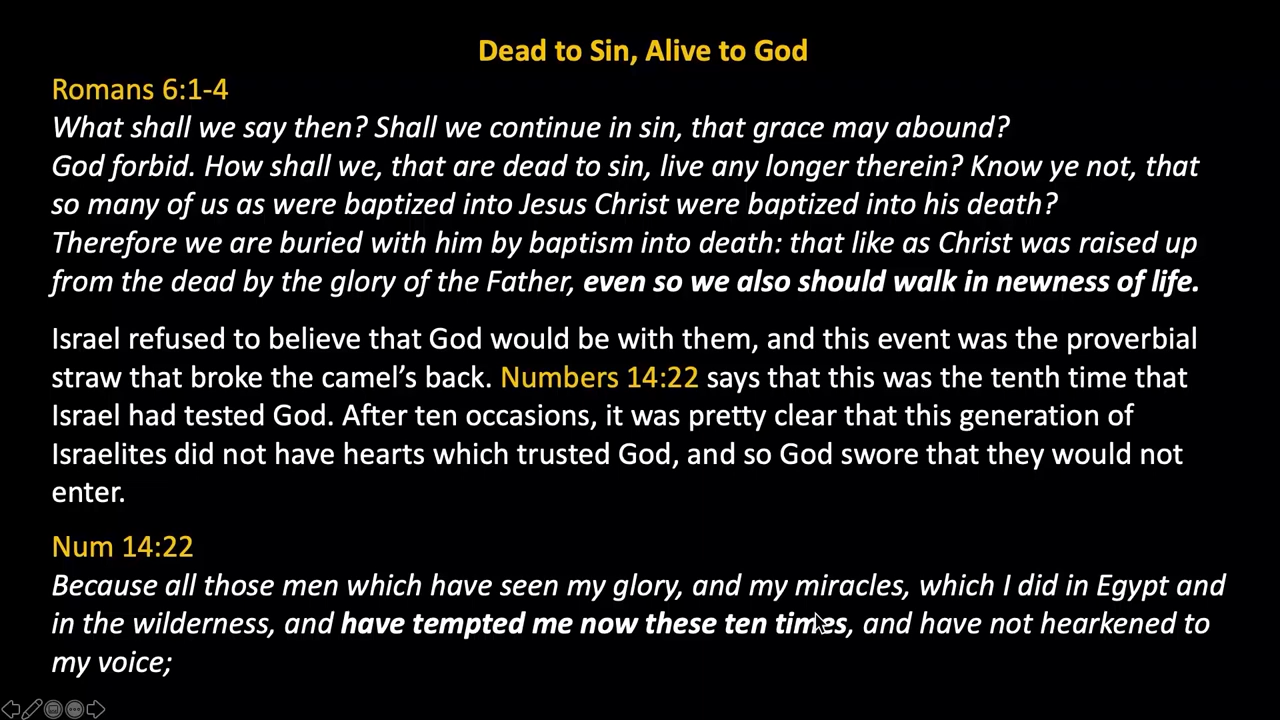 Dead to Sin, Alive to God
Romans 6:1-4
What shall we say then? Shall we continue in sin, that grace may abound?
God forbid. How shall we, that are dead to sin, live any longer therein? Know ye not, that
so many of us as were baptized into Jesus Christ were baptized into his death?
Therefore we are buried with him by baptism into death: that like as Christ was raised up
from the dead by the glory of the Father, even so we also should walk in newness of life.
Israel refused to believe that God would be with them, and this event was the proverbial
straw that broke the camel’s back. Numbers 14:22 says that this was the tenth time that
Israel had tested God. After ten occasions, it was pretty clear that this generation of
Israelites did not have hearts which trusted God, and so God swore that they would not
enter.
Num 14:22
Because all those men which have seen my glory, and my miracles, which I did in Egypt and
in the wilderness, and have tempted me now these ten times, and have not hearkened to
my voice;